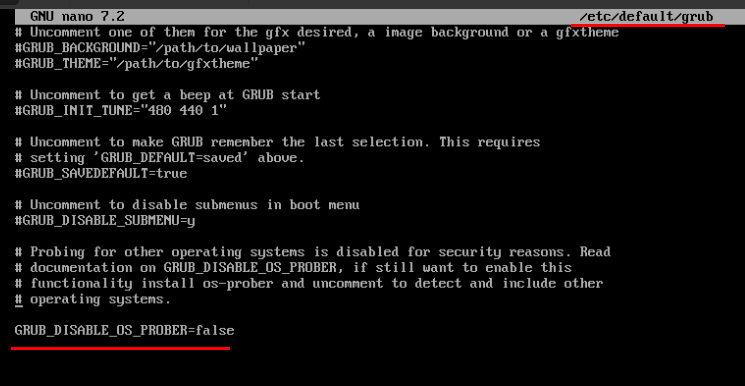 GNU nano 7.2 /etc/default/grub
# Uncomment one of them for the gfx desired, a image background or a gfxtheme
#GRUB_BACKGROUND="/path/to/wallpaper"
#GRUB_THEME="/path/to/gfxtheme"
# Uncomment to get a beep at GRUB start
#GRUB_INIT_TUNE="480 440 1"
# Uncomment to make GRUB remember the last selection. This requires
# setting 'GRUB_DEFAULT=saved' above.
#GRUB_SAVEDEFAULT=true
# Uncomment to disable submenus in boot menu
#GRUB_DISABLE_SUBMENU=y
# Probing for other operating systems is disabled for security reasons. Read
# documentation on GRUB_DISABLE_OS_PROBER, if still want to enable this
# functionality install os-prober and uncomment to detect and include other
# operating systems.
GRUB_DISABLE_OS_PROBER=false